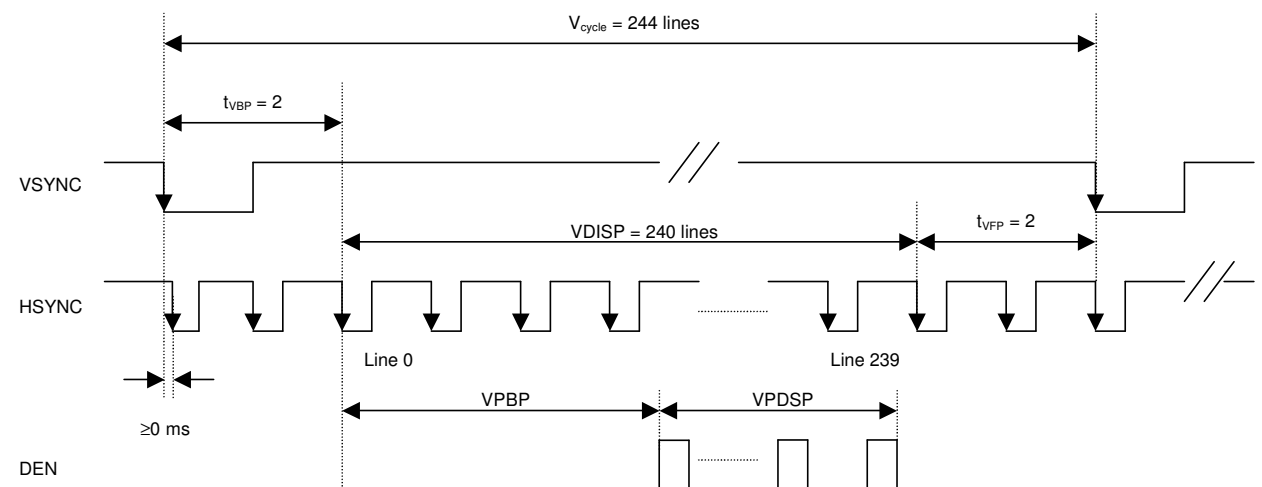 Vcycle = 244 lines
tVBP = 2
VSYNC
tVFP = 2
VDISP = 240 lines
HSYNC
Line 0
Line 239
VPBP
VPDSP
≥0 ms
DEN